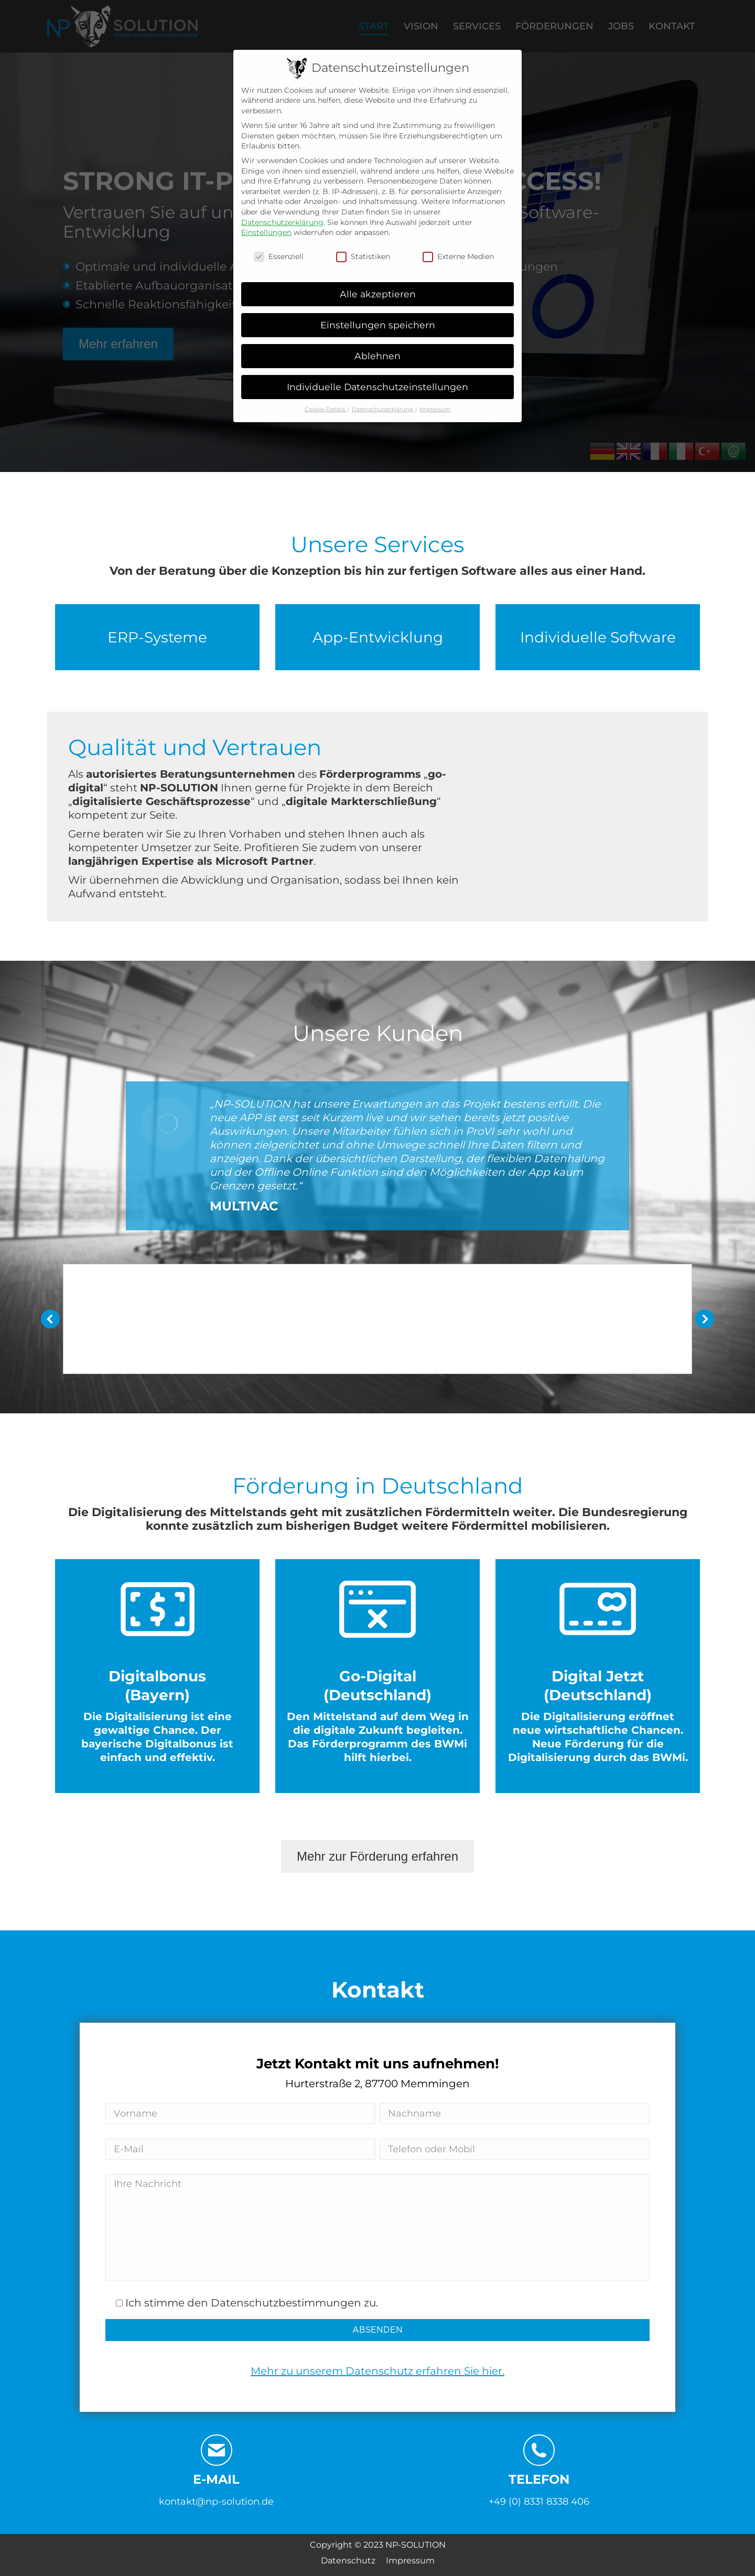 NP SOLUTION
START VISION SERVICES FÖRDERUNGEN JOBS KONTAKT
Datenschutzeinstellungen
Wir nutzen Cookies auf unserer Website. Einige von ihnen sind essenziell,
während andere uns helfen, diese Website und Ihre Erfahrung zu
verbessern.
Wenn Sie unter 16 Jahre alt sind und Ihre Zustimmung zu freiwilligen
Diensten geben möchten, müssen Sie Ihre Erziehungsberechtigten um
Erlaubnis bitten.
Wir verwenden Cookies und andere Technologien auf unserer Website.
Einige von ihnen sind essenziell, während andere uns helfen, diese Website
und Ihre Erfahrung zu verbessern. Personenbezogene Daten können
verarbeitet werden (z. B. IP-Adressen), z. B. für personalisierte Anzeigen
und Inhalte oder Anzeigen- und Inhaltsmessung. Weitere Informationen
über die Verwendung Ihrer Daten finden Sie in unserer
Datenschutzerklärung. Sie können Ihre Auswahl jederzeit unter
Einstellungen widerrufen oder anpassen.
Essenziell Statistiken Externe Medien
Alle akzeptieren
Einstellungen speichern
Ablehnen
Individuelle Datenschutzeinstellungen
Cookie-Details | Datenschutzerklärung | Impressum
STRONG IT-P CCESS!
Vertrauen Sie auf un Software-
Entwicklung
Optimale und individuelle A ungen
Etablierte Aufbauorganisat
Schnelle Reaktionsfähigkeit
Mehr erfahren
Unsere Services
Von der Beratung über die Konzeption bis hin zur fertigen Software alles aus einer Hand.
ERP-Systeme
App-Entwicklung
Individuelle Software
Qualität und Vertrauen
Als autorisiertes Beratungsunternehmen des Förderprogramms „go-
digital“ steht NP-SOLUTION Ihnen gerne für Projekte in dem Bereich
„digitalisierte Geschäftsprozesse“ und „digitale Markterschließung“
kompetent zur Seite.
Gerne beraten wir Sie zu Ihren Vorhaben und stehen Ihnen auch als
kompetenter Umsetzer zur Seite. Profitieren Sie zudem von unserer
langjährigen Expertise als Microsoft Partner.
Wir übernehmen die Abwicklung und Organisation, sodass bei Ihnen kein
Aufwand entsteht.
Unsere Kunden
„NP-SOLUTION hat unsere Erwartungen an das Projekt bestens erfüllt. Die
neue APP ist erst seit Kurzem live und wir sehen bereits jetzt positive
Auswirkungen. Unsere Mitarbeiter fühlen sich in ProVI sehr wohl und
können zielgerichtet und ohne Umwege schnell Ihre Daten filtern und
anzeigen. Dank der übersichtlichen Darstellung, der flexiblen Datenhalung
und der Offline Online Funktion sind den Möglichkeiten der App kaum
Grenzen gesetzt.“
MULTIVAC
Förderung in Deutschland
Die Digitalisierung des Mittelstands geht mit zusätzlichen Fördermitteln weiter. Die Bundesregierung
konnte zusätzlich zum bisherigen Budget weitere Fördermittel mobilisieren.
Digitalbonus
(Bayern)
Die Digitalisierung ist eine
gewaltige Chance. Der
bayerische Digitalbonus ist
einfach und effektiv.
Go-Digital
(Deutschland)
Den Mittelstand auf dem Weg in
die digitale Zukunft begleiten.
Das Förderprogramm des BWMi
hilft hierbei.
Digital Jetzt
(Deutschland)
Die Digitalisierung eröffnet
neue wirtschaftliche Chancen.
Neue Förderung für die
Digitalisierung durch das BWMi.
Mehr zur Förderung erfahren
Kontakt
Jetzt Kontakt mit uns aufnehmen!
Hurterstraße 2, 87700 Memmingen
Vorname Nachname
E-Mail Telefon oder Mobil
Ihre Nachricht
Ich stimme den Datenschutzbestimmungen zu.
ABSENDEN
Mehr zu unserem Datenschutz erfahren Sie hier.
E-MAIL
kontakt@np-solution.de
TELEFON
+49 (0) 8331 8338 406
Copyright © 2023 NP-SOLUTION
Datenschutz Impressum